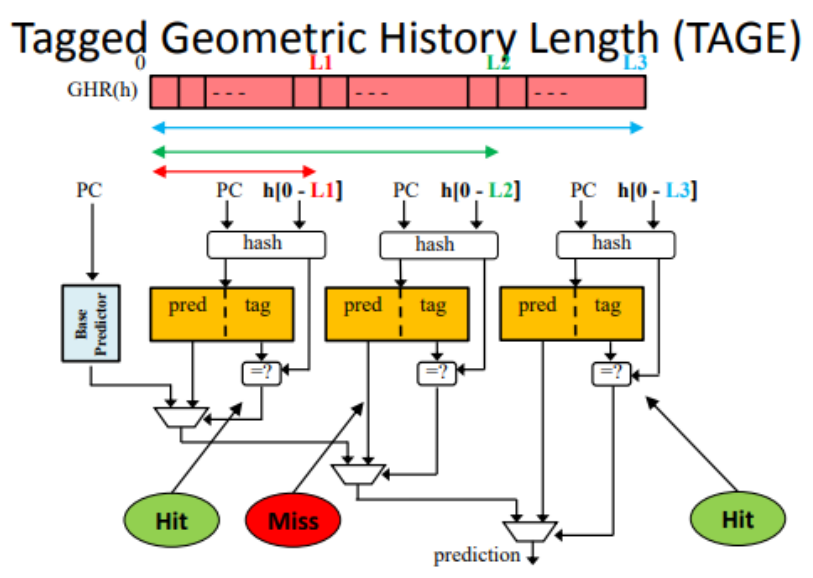 Tagged Geometric History Length (TAGE)
0 L1 L2 L3
GHR(h) - - - - - - - - -
PC PC h[0 - L1] PC h[0 - L2] PC h[0 - L3]
hash hash hash
Base Predictor
pred tag pred tag pred tag
=? =? =?
Hit Miss Hit
prediction